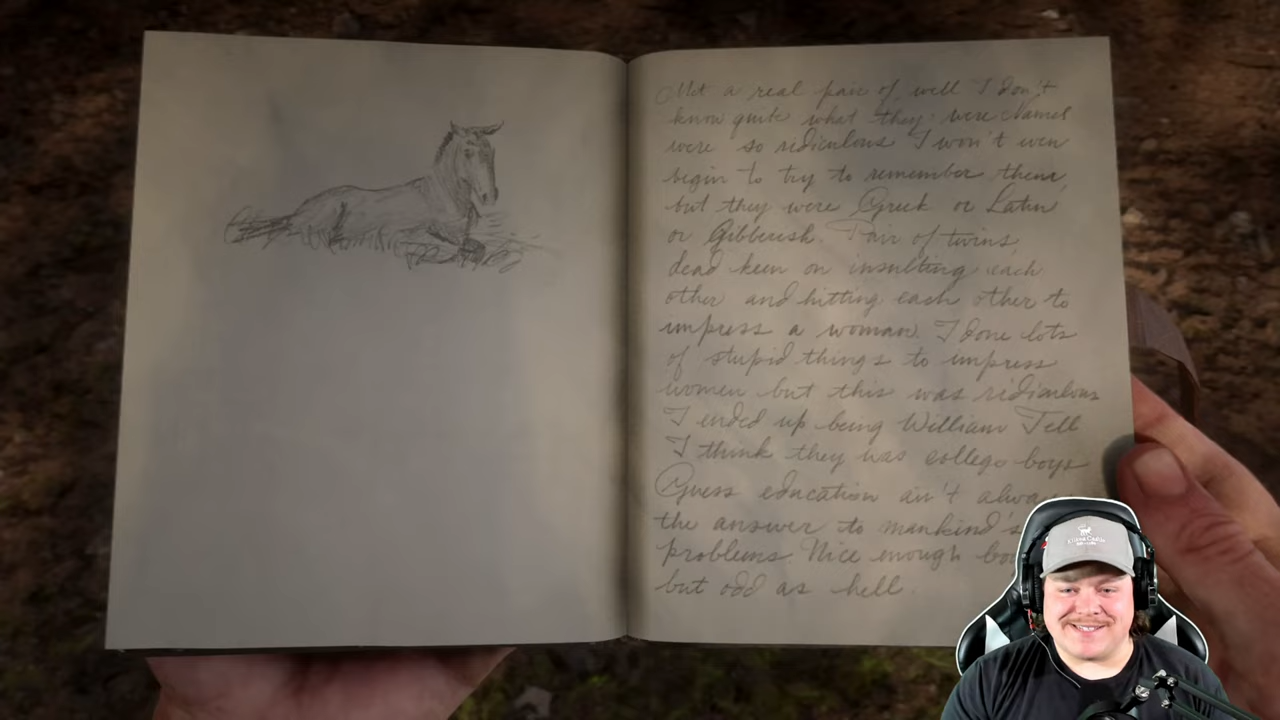 Met a real pair of well I don't
know quite what they were Names
were so ridiculous I won't even
begin to try to remember them,
but they were Greek or Latin
or Gibberish. Pair of twins,
dead keen on insulting each
other and hitting each other to
impress a woman. I done lots
of stupid things to impress
women but this was ridiculous
I ended up being William Tell
I think they was college boys
Guess education ain't
the answer to mankind's
problems Nice enough
but odd as hell.